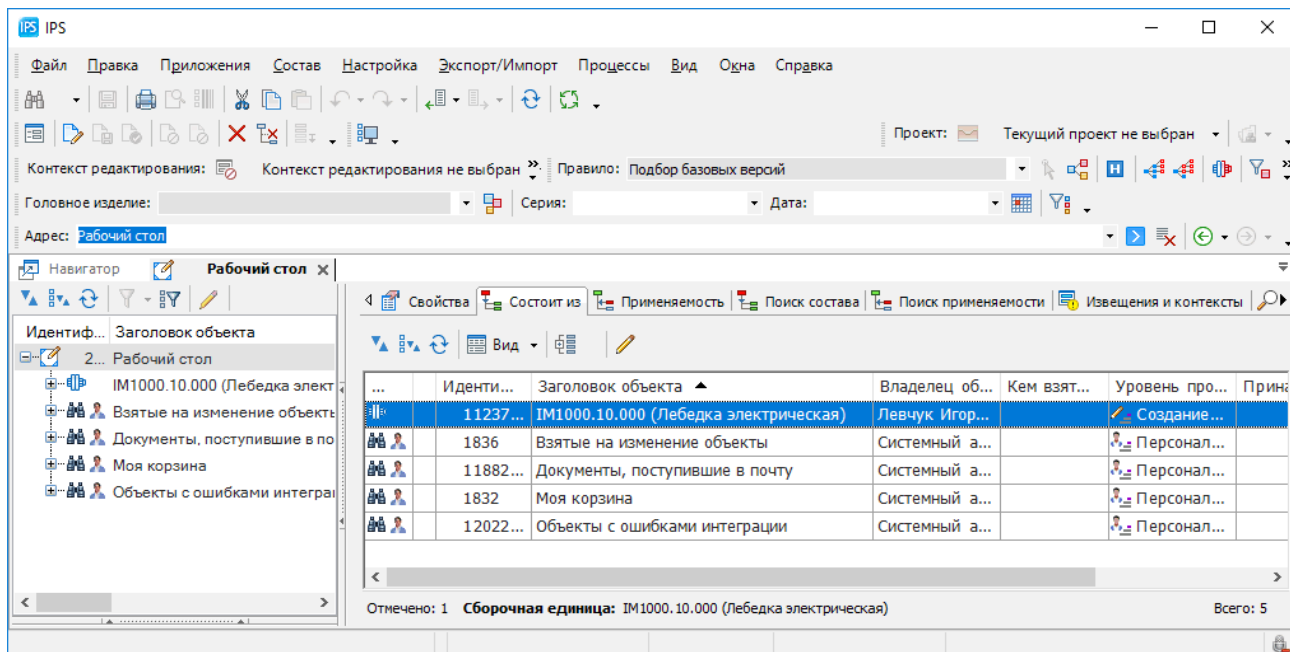 IPS IPS
Файл Правка Приложения Состав Настройка Экспорт/Импорт Процессы Вид Окна Справка
Проект: Текущий проект не выбран
Контекст редактирования: Контекст редактирования не выбран Правило: Подбор базовых версий H
Головное изделие: Серия: Дата:
Адрес: Рабочий стол
Навигатор Рабочий стол
Свойства Состоит из Применяемость Поиск состава Поиск применяемости Извещения и контексты
Вид
Идентиф... Заголовок объекта
2... Рабочий стол
IM1000.10.000 (Лебедка элект
Взятые на изменение объекть
Документы, поступившие в по
Моя корзина
Объекты с ошибками интеграц
... Иденти... Заголовок объекта Владелец об... Кем взят... Уровень про... Прина
11237... IM1000.10.000 (Лебедка электрическая) Левчук Игор... Создание...
1836 Взятые на изменение объекты Системный а... Персонал...
11882... Документы, поступившие в почту Системный а... Персонал...
1832 Моя корзина Системный а... Персонал...
12022... Объекты с ошибками интеграции Системный а... Персонал...
Отмечено: 1 Сборочная единица: IM1000.10.000 (Лебедка электрическая) Всего: 5